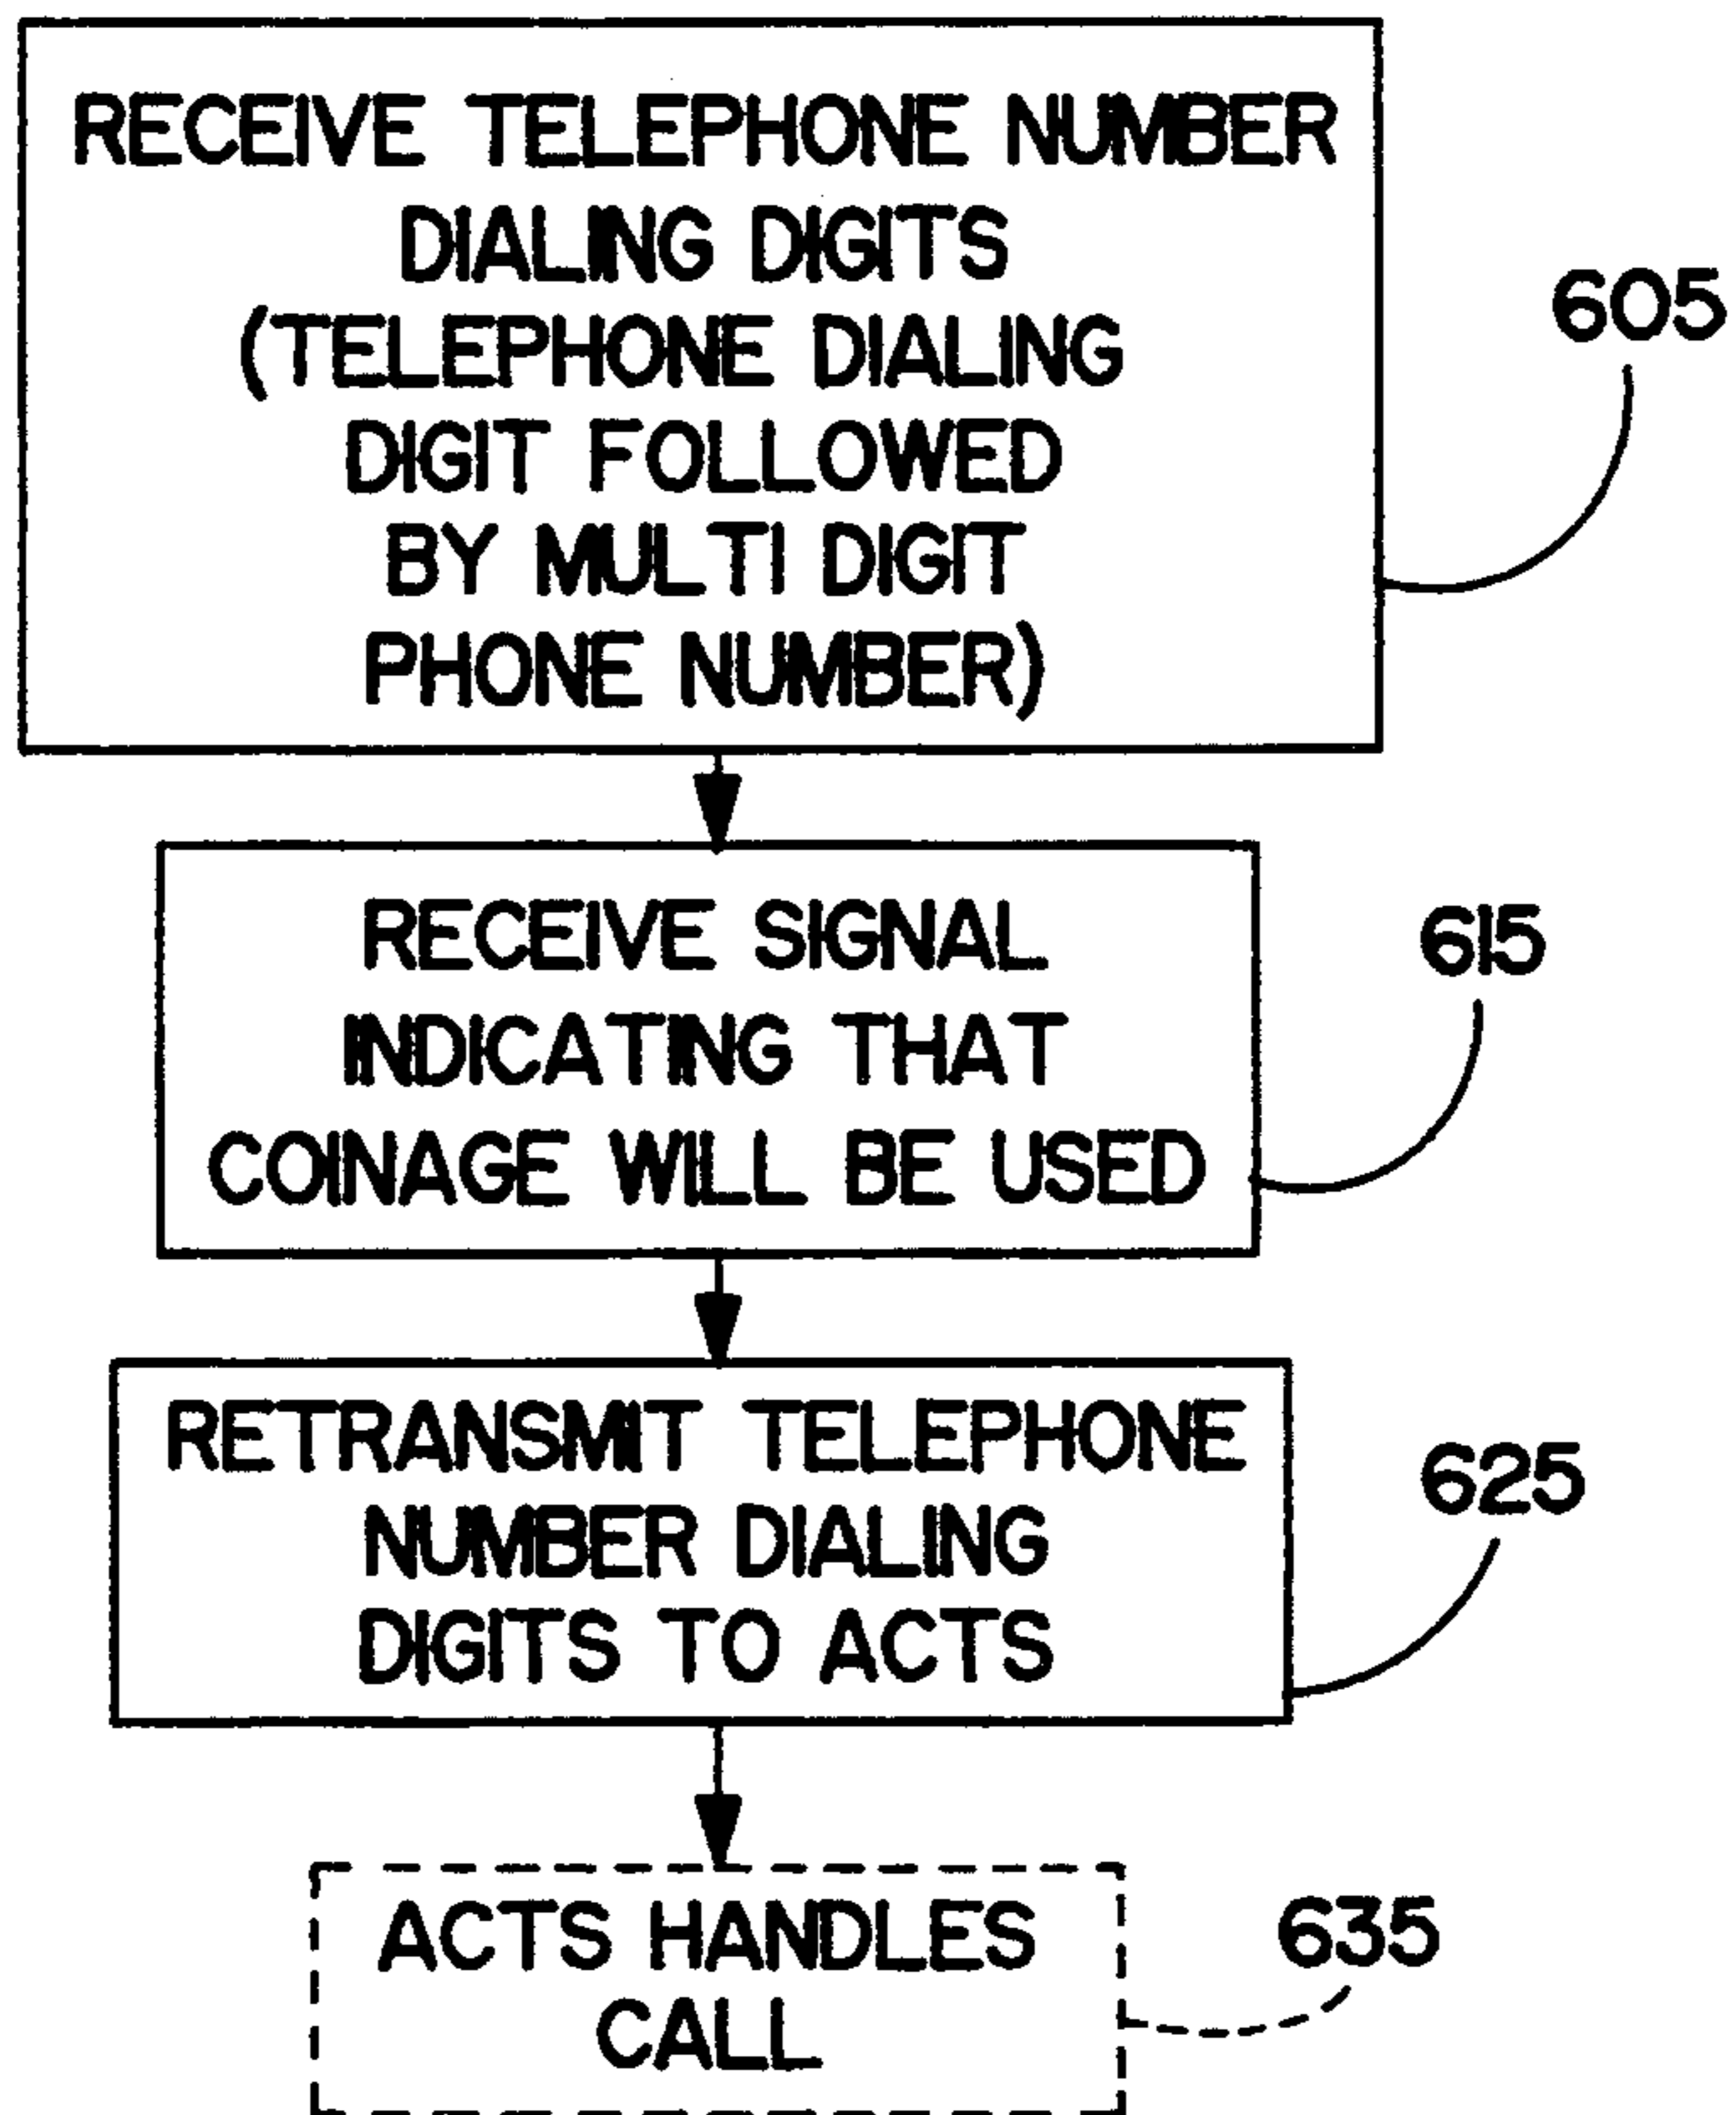 RECEIVE TELEPHONE NUMBER
DIALING DIGITS
(TELEPHONE DIALING
DIGIT FOLLOWED
BY MULTI DIGIT
PHONE NUMBER)
605
RECEIVE SIGNAL
INDICATING THAT
COINAGE WILL BE USED
615
RETRANSMIT TELEPHONE
NUMBER DIALING
DIGITS TO ACTS
625
ACTS HANDLES
CALL
635